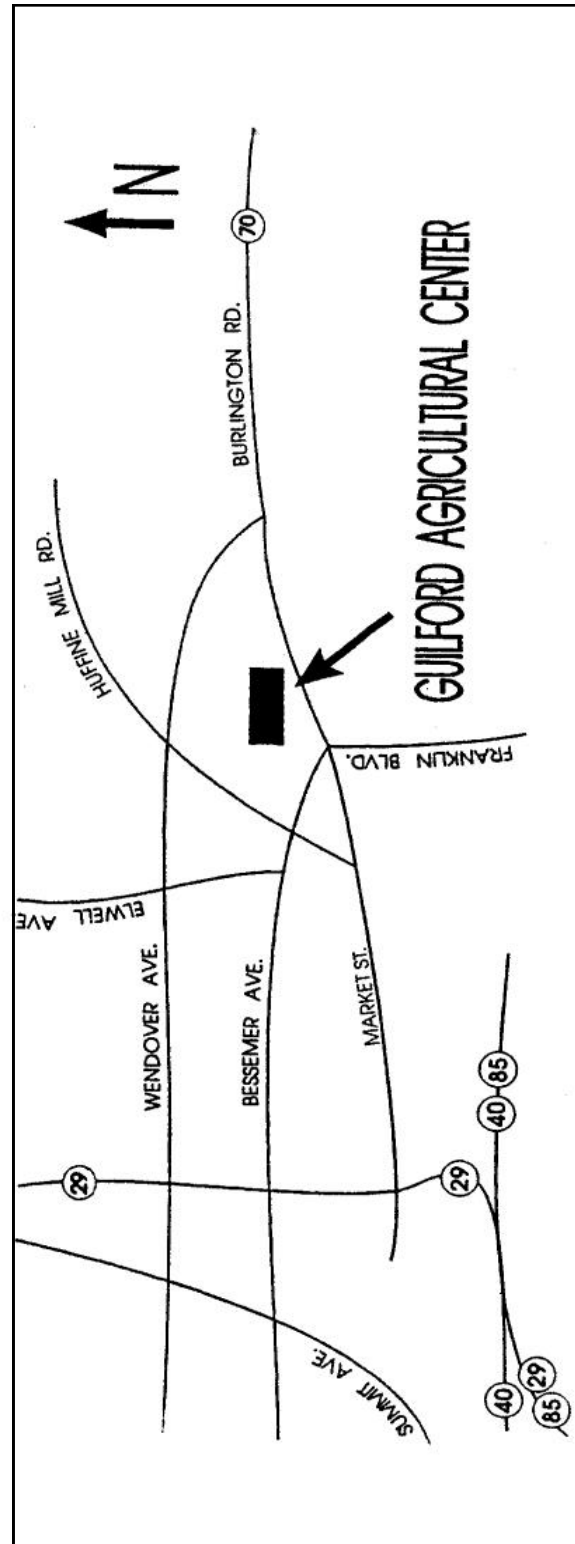 N
HUFFINE MILL RD.
BURLINGTON RD.
70
ELWELL AVE.
WENDOVER AVE.
BESSEMER AVE.
MARKET ST.
FRANKLIN BLVD.
GUILFORD AGRICULTURAL CENTER
29
SUMMIT AVE.
29
40
85
40
29
85